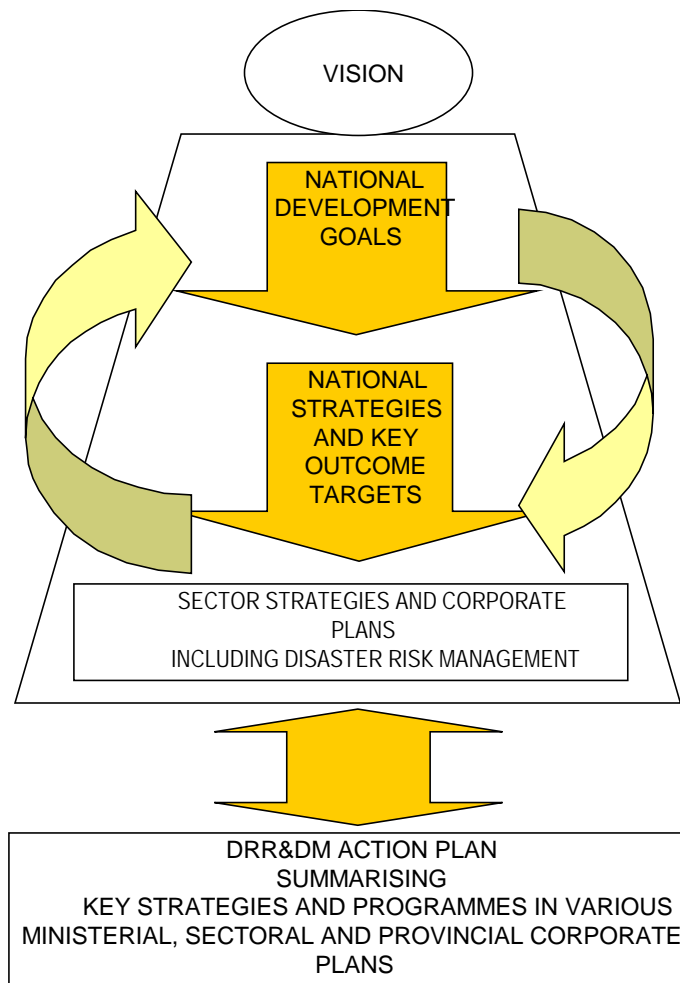 VISION
NATIONAL
DEVELOPMENT
GOALS
NATIONAL
STRATEGIES
AND KEY
OUTCOME
TARGETS
SECTOR STRATEGIES AND CORPORATE
PLANS
INCLUDING DISASTER RISK MANAGEMENT
DRR&DM ACTION PLAN
SUMMARISING
KEY STRATEGIES AND PROGRAMMES IN VARIOUS
MINISTERIAL, SECTORAL AND PROVINCIAL CORPORATE
PLANS